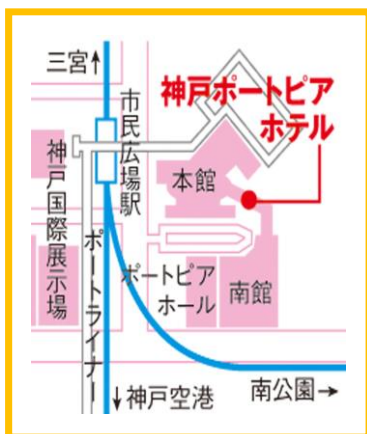 三宮↑
神戸ポートピア
ホテル
市民広場駅
神戸国際展示場
本館
ポートライナー
ポートピア
ホール
南館
↓神戸空港
南公園→